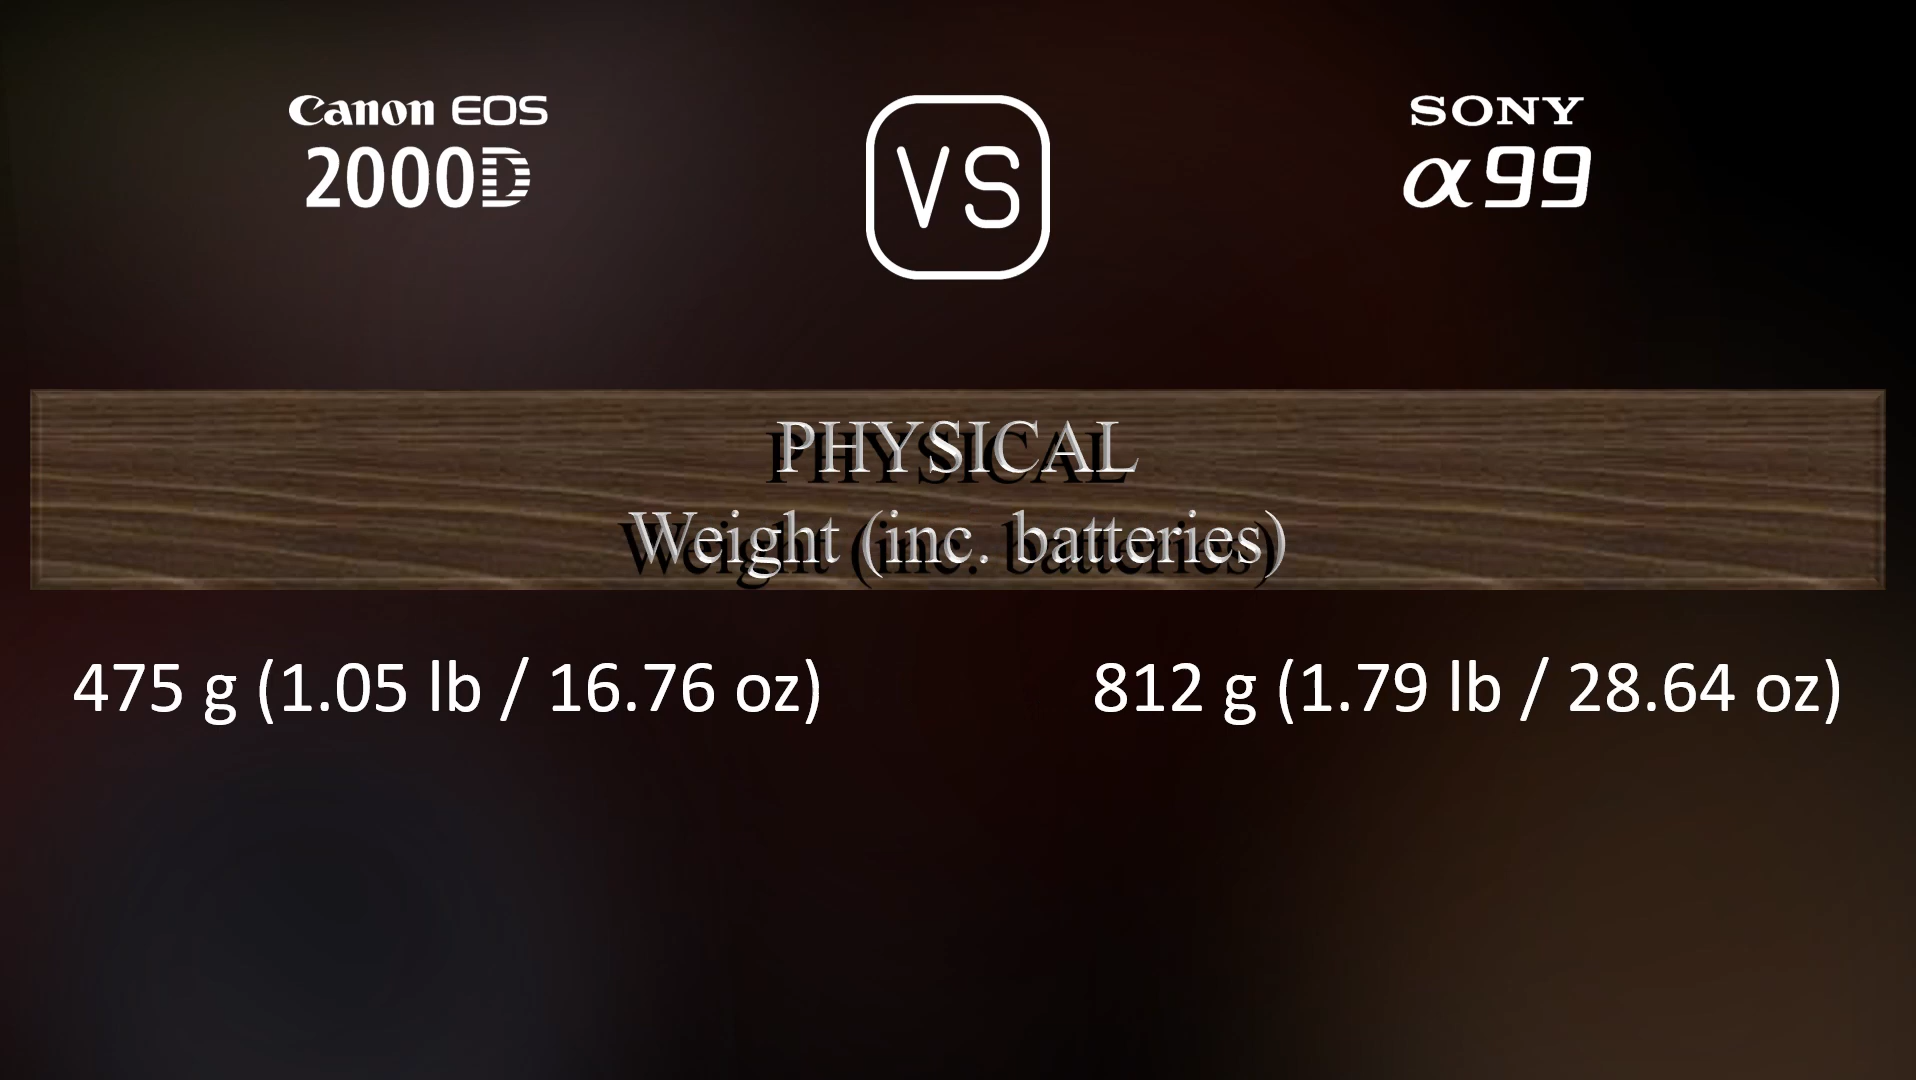 Canon EOS
2000D
VS
SONY
α99
PHYSICAL
Weight (inc. batteries)
475 g (1.05 lb / 16.76 oz)
812 g (1.79 lb / 28.64 oz)